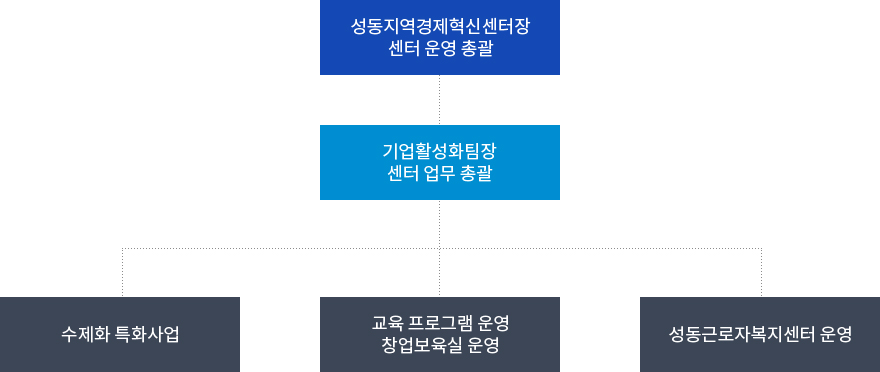 성동지역경제혁신센터장
센터 운영 총괄
기업활성화팀장
센터 업무 총괄
수제화 특화사업
교육 프로그램 운영
창업보육실 운영
성동근로자복지센터 운영